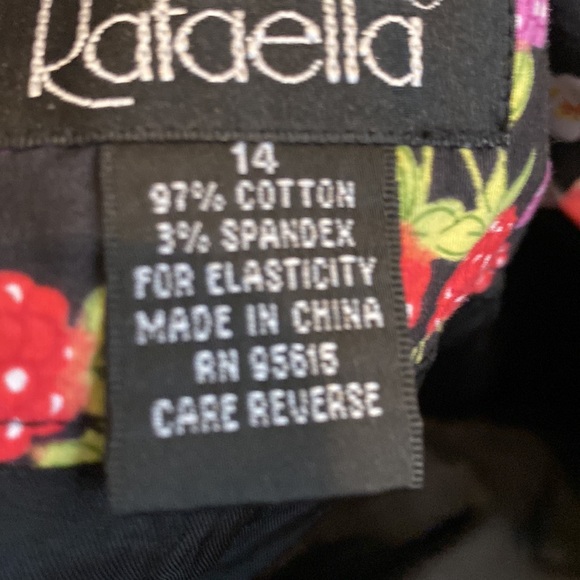 Rafaella
14
97% COTTON
3% SPANDEX
FOR ELASTICITY
MADE IN CHINA
RN 95615
CARE REVERSE